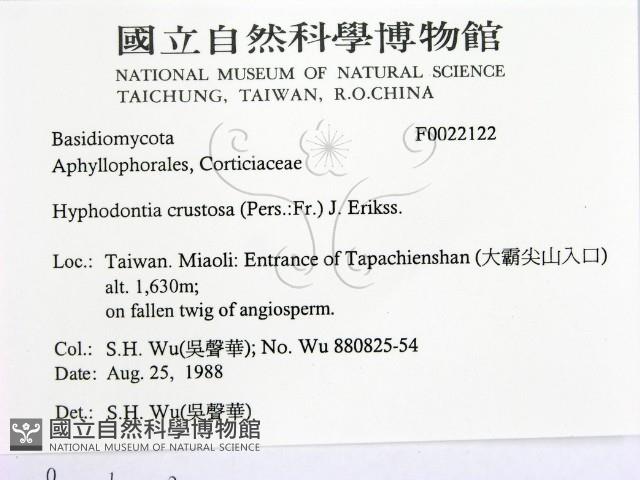 國立自然科學博物館
NATIONAL MUSEUM OF NATURAL SCIENCE
TAICHUNG, TAIWAN, R.O.CHINA
Basidiomycota F0022122
Aphyllophorales, Corticiaceae
Hyphodontia crustosa (Pers.:Fr.) J. Erikss.
Loc.: Taiwan. Miaoli: Entrance of Tapachienshan (大霸尖山入口)
alt. 1,630m;
on fallen twig of angiosperm.
Col.: S.H. Wu(吳聲華); No. Wu 880825-54
Date: Aug. 25, 1988
Det.: S.H. Wu(吳聲華)
國立自然科學博物館
NATIONAL MUSEUM OF NATURAL SCIENCE